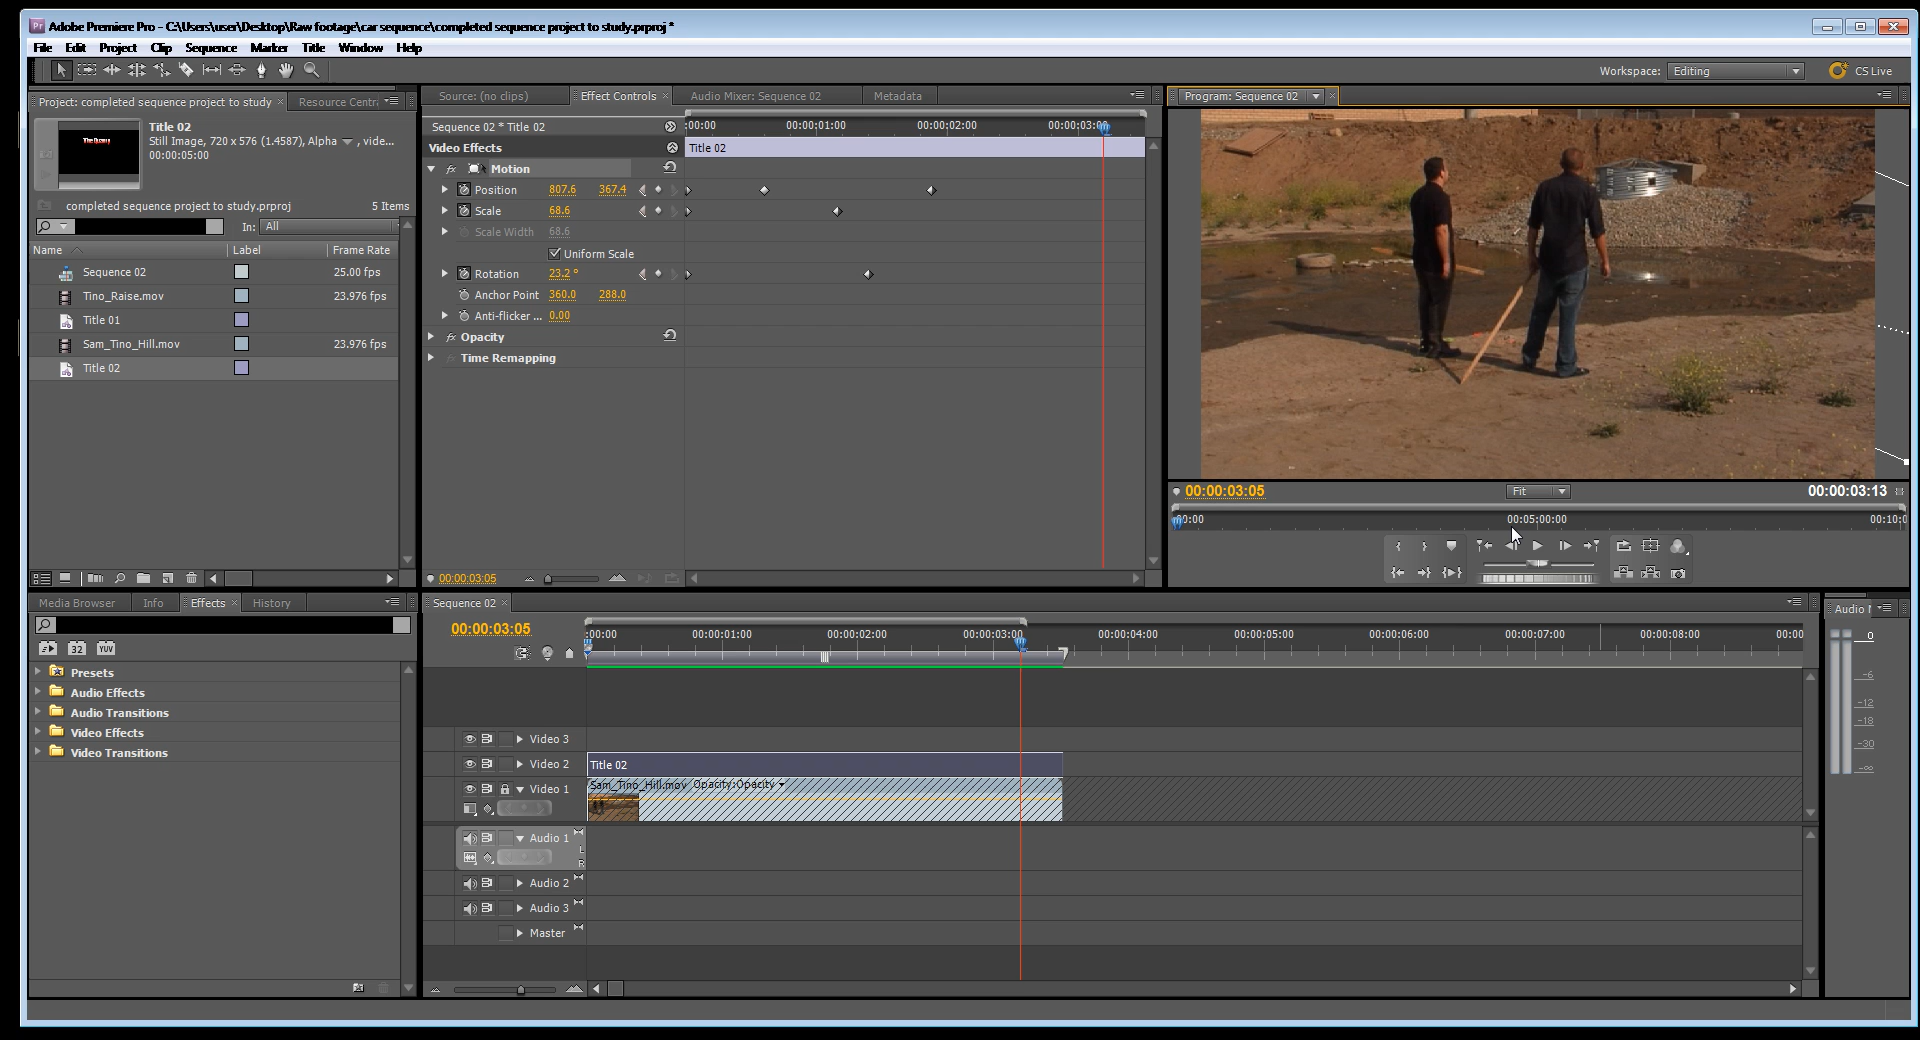 Adobe Premiere Pro - C:\Users\user\Desktop\Raw footage\car sequence\completed sequence project to study.prproj *
File Edit Project Clip Sequence Marker Title Window Help
Workspace: Editing CS Live
Project: completed sequence project to study × Resource Centr
Title 02
Still Image, 720 x 576 (1.4587), Alpha , vide...
00:00:05:00
completed sequence project to study.prproj 5 Items
In: All
Name Label Frame Rate
Sequence 02 25.00 fps
Tino_Raise.mov 23.976 fps
Title 01
Sam_Tino_Hill.mov 23.976 fps
Title 02
Source: (no clips) Effect Controls × Audio Mixer: Sequence 02 Metadata
Sequence 02 * Title 02
:00:00 00:00:01:00 00:00:02:00 00:00:03:00
Video Effects Title 02
fx Motion
Position 807.6 367.4
Scale 68.6
Scale Width 68.6
Uniform Scale
Rotation 23.2 °
Anchor Point 360.0 288.0
Anti-flicker ... 0.00
fx Opacity
fx Time Remapping
00:00:03:05
Program: Sequence 02 ×
00:00:03:05 Fit 00:00:03:13
00:00 00:05:00:00 00:10:0
Media Browser Info Effects × History
32 YUV
Presets
Audio Effects
Audio Transitions
Video Effects
Video Transitions
Sequence 02 ×
00:00:03:05
:00:00 00:00:01:00 00:00:02:00 00:00:03:00 00:00:04:00 00:00:05:00 00:00:06:00 00:00:07:00 00:00:08:00 00:00
Video 3
Video 2 Title 02
Video 1 Sam_Tino_Hill.mov Opacity:Opacity
Audio 1
L
R
Audio 2
Audio 3
Master
Audio
0
-6
-12
-18
-30
-∞